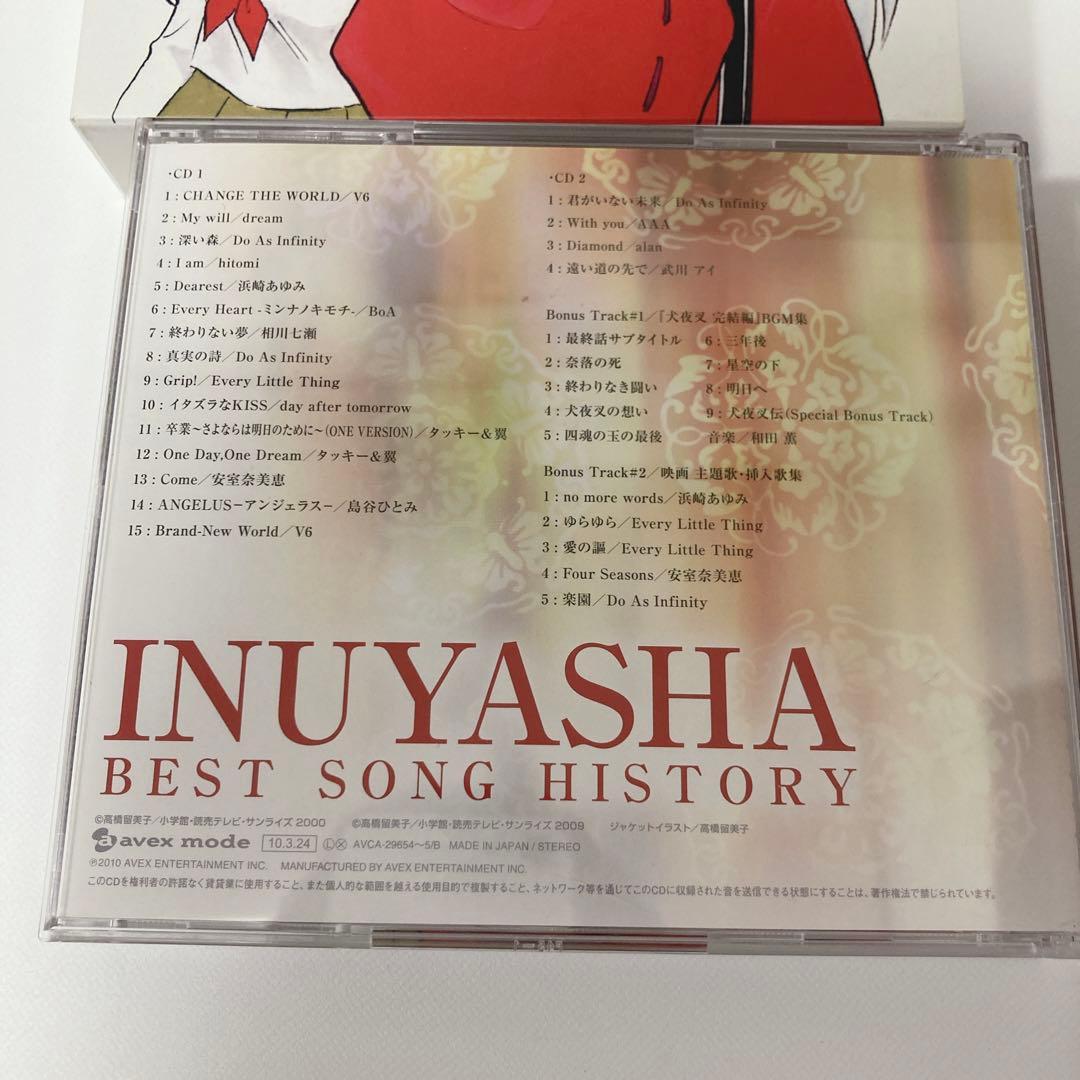 ・CD 1
1 : CHANGE THE WORLD／V6
2 : My will／dream
3 : 深い森／Do As Infinity
4 : I am／hitomi
5 : Dearest／浜崎あゆみ
6 : Every Heart -ミンナノキモチ-／BoA
7 : 終わりない夢／相川七瀬
8 : 真実の詩／Do As Infinity
9 : Grip!／Every Little Thing
10 : イタズラなKISS／day after tomorrow
11 : 卒業〜さよならは明日のために〜(ONE VERSION)／タッキー＆翼
12 : One Day,One Dream／タッキー＆翼
13 : Come／安室奈美恵
14 : ANGELUS－アンジェラス－／島谷ひとみ
15 : Brand-New World／V6
・CD 2
1 : 君がいない未来／Do As Infinity
2 : With you／AAA
3 : Diamond／alan
4 : 遠い道の先で／武川 アイ
Bonus Track#1／『犬夜叉 完結編』BGM集
1 : 最終話サブタイトル
2 : 奈落の死
3 : 終わりなき闘い
4 : 犬夜叉の想い
5 : 四魂の玉の最後
6 : 三年後
7 : 星空の下
8 : 明日へ
9 : 犬夜叉伝(Special Bonus Track)
音楽／和田 薫
Bonus Track#2／映画 主題歌・挿入歌集
1 : no more words／浜崎あゆみ
2 : ゆらゆら／Every Little Thing
3 : 愛の謳／Every Little Thing
4 : Four Seasons／安室奈美恵
5 : 楽園／Do As Infinity
INUYASHA
BEST SONG HISTORY
©高橋留美子／小学館・読売テレビ・サンライズ 2000 ©高橋留美子／小学館・読売テレビ・サンライズ 2009 ジャケットイラスト／高橋留美子
avex mode 10.3.24 Ⓛ AVCA-29654〜5/B MADE IN JAPAN / STEREO
℗2010 AVEX ENTERTAINMENT INC. MANUFACTURED BY AVEX ENTERTAINMENT INC.
このCDを権利者の許諾なく賃貸業に使用すること、また個人的な範囲を越える使用目的で複製すること、ネットワーク等を通じてこのCDに収録された音を送信できる状態にすることは、著作権法で禁じられています。